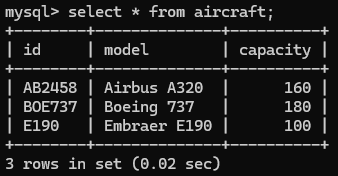 mysql> select * from aircraft;
+--------+--------------+----------+
| id     | model        | capacity |
+--------+--------------+----------+
| AB2458 | Airbus A320  |      160 |
| BOE737 | Boeing 737   |      180 |
| E190   | Embraer E190 |      100 |
+--------+--------------+----------+
3 rows in set (0.02 sec)